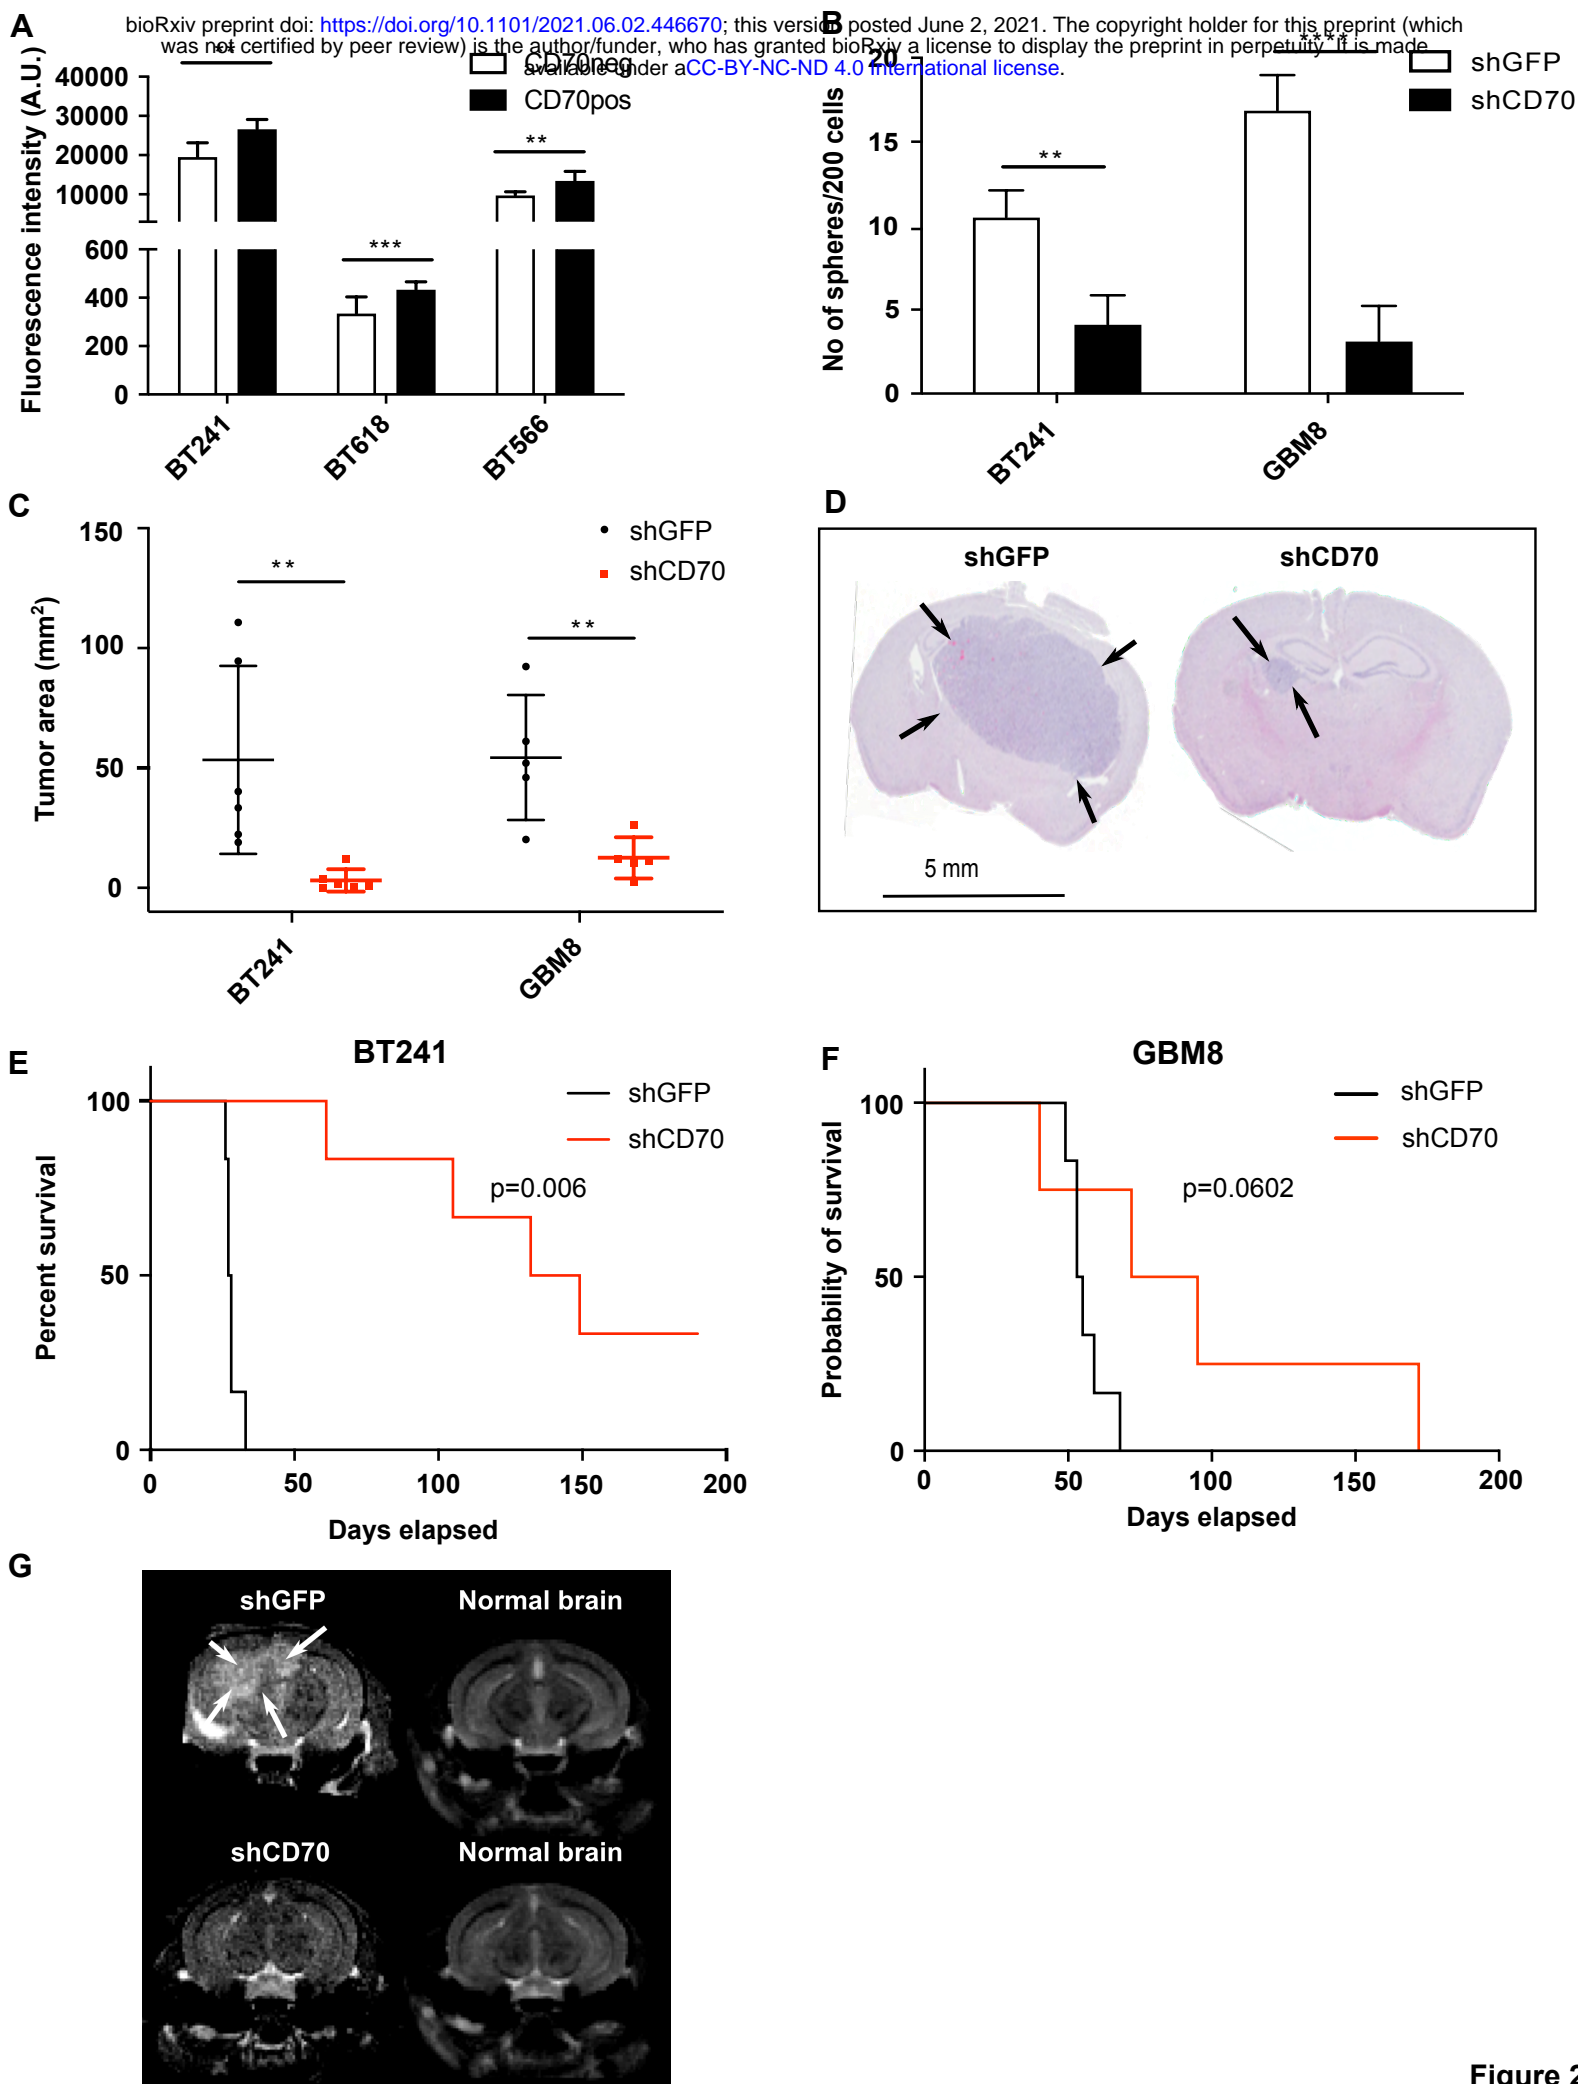 bioRxiv preprint doi: https://doi.org/10.1101/2021.06.02.446670; this version posted June 2, 2021. The copyright holder for this preprint (which
was not certified by peer review) is the author/funder, who has granted bioRxiv a license to display the preprint in perpetuity. It is made
available under aCC-BY-NC-ND 4.0 International license.
A
Fluorescence intensity (A.U.)
40000
30000
20000
10000
600
400
200
0
**
***
**
CD70neg
CD70pos
BT241
BT618
BT566
B
No of spheres/200 cells
20
15
10
5
0
**
****
shGFP
shCD70
BT241
GBM8
C
Tumor area (mm²)
150
100
50
0
**
**
shGFP
shCD70
BT241
GBM8
D
shGFP
shCD70
5 mm
E
BT241
Percent survival
100
50
0
shGFP
shCD70
p=0.006
0 50 100 150 200
Days elapsed
F
GBM8
Probability of survival
100
50
0
shGFP
shCD70
p=0.0602
0 50 100 150 200
Days elapsed
G
shGFP
Normal brain
shCD70
Normal brain
Figure 2